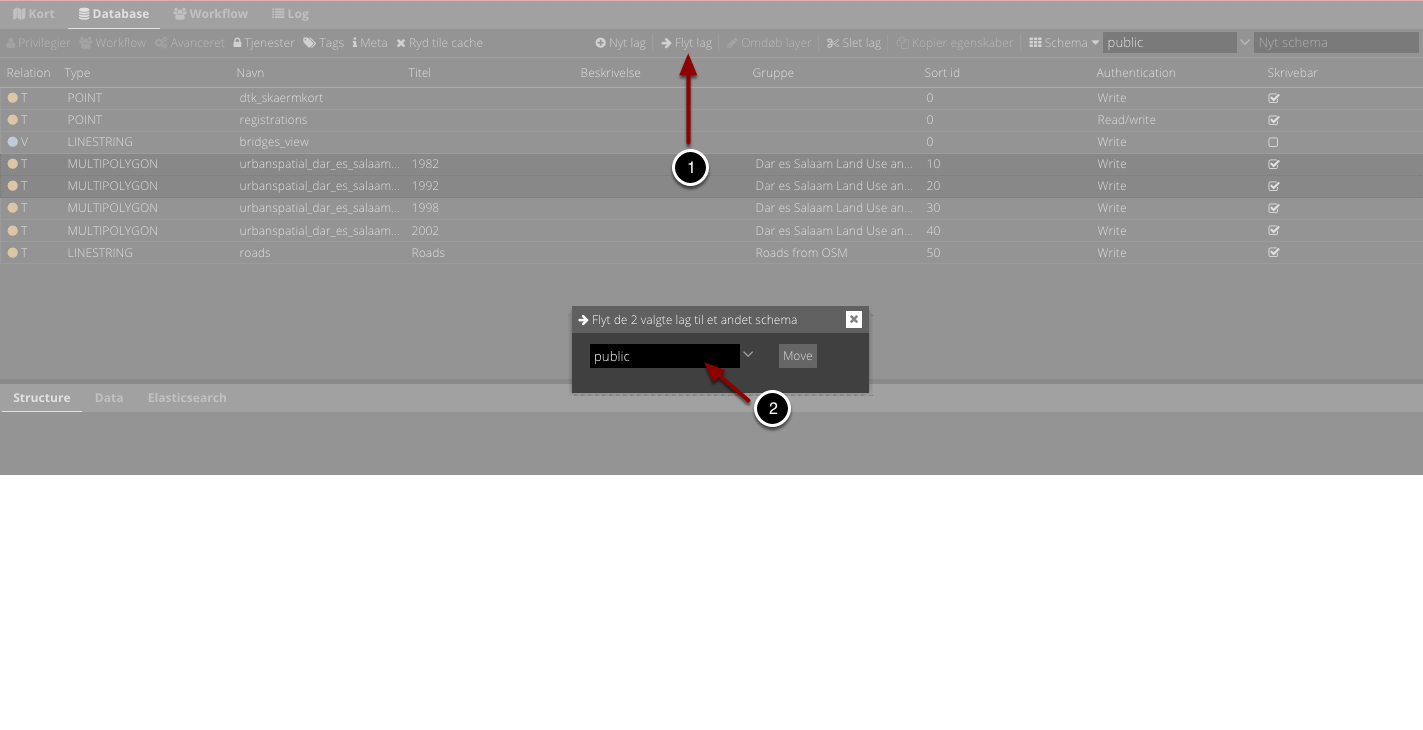 Kort Database Workflow Log
Privilegier Workflow Avanceret Tjenester Tags Meta Ryd tile cache Nyt lag Flyt lag Omdøb layer Slet lag Kopier egenskaber Schema public Nyt schema
Relation Type Navn Titel Beskrivelse Gruppe Sort id Authentication Skrivebar
T POINT dtk_skaermkort 0 Write
T POINT registrations 0 Read/write
V LINESTRING bridges_view 0 Write
T MULTIPOLYGON urbanspatial_dar_es_salaam... 1982 Dar es Salaam Land Use an... 10 Write
1
T MULTIPOLYGON urbanspatial_dar_es_salaam... 1992 Dar es Salaam Land Use an... 20 Write
T MULTIPOLYGON urbanspatial_dar_es_salaam... 1998 Dar es Salaam Land Use an... 30 Write
T MULTIPOLYGON urbanspatial_dar_es_salaam... 2002 Dar es Salaam Land Use an... 40 Write
T LINESTRING roads Roads Roads from OSM 50 Write
Flyt de 2 valgte lag til et andet schema
public Move
2
Structure Data Elasticsearch